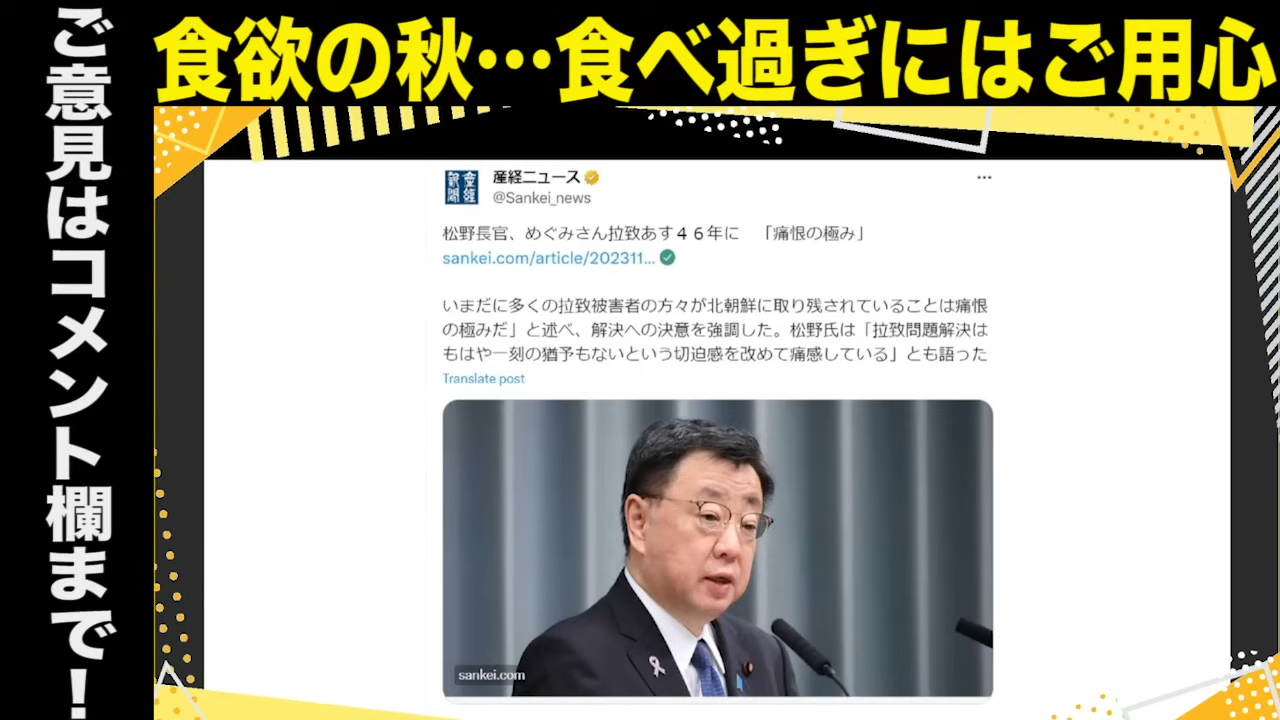 食欲の秋…食べ過ぎにはご用心
ご意見はコメント欄まで!
産経新聞
産経ニュース
@Sankei_news
松野長官、めぐみさん拉致あす46年に 「痛恨の極み」
sankei.com/article/202311...
いまだに多くの拉致被害者の方々が北朝鮮に取り残されていることは痛恨
の極みだ」と述べ、解決への決意を強調した。松野氏は「拉致問題解決は
もはや一刻の猶予もないという切迫感を改めて痛感している」とも語った
Translate post
sankei.com